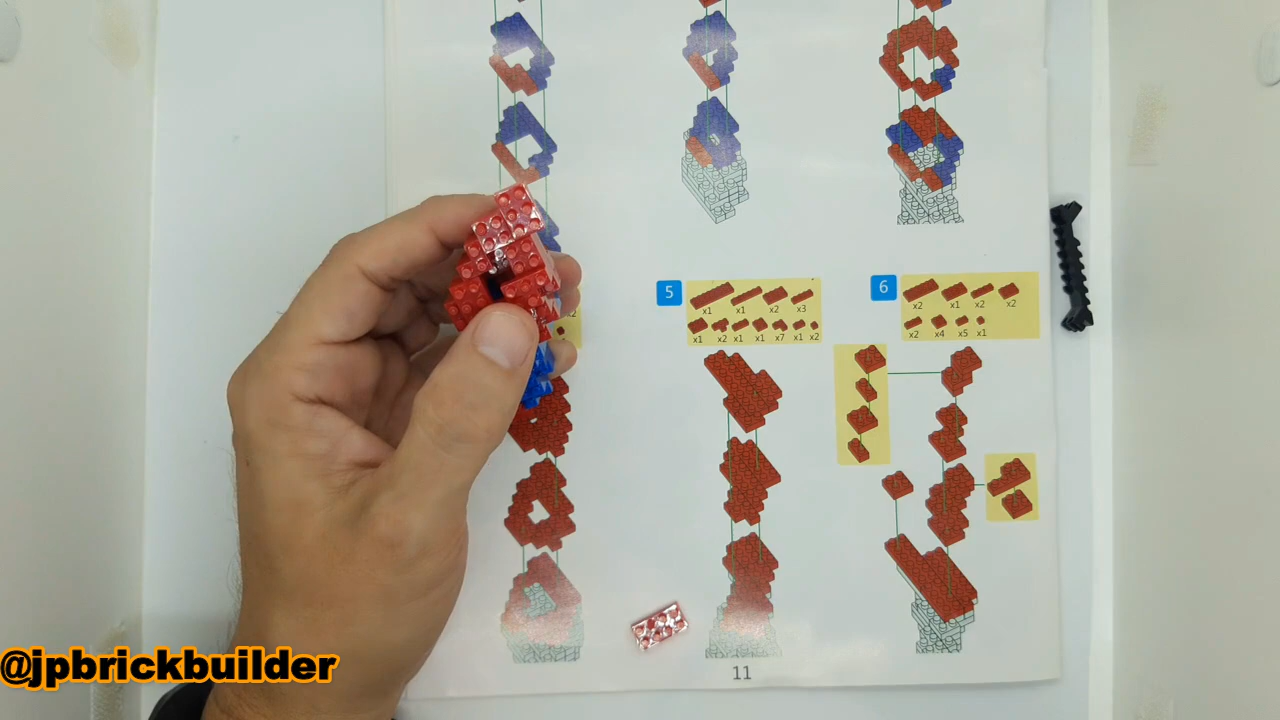 5
x1 x1 x2 x3
x1 x2 x1 x1 x7 x1 x2
6
x2 x1 x2 x2
x2 x4 x5 x1
x2
11
@jpbrickbuilder